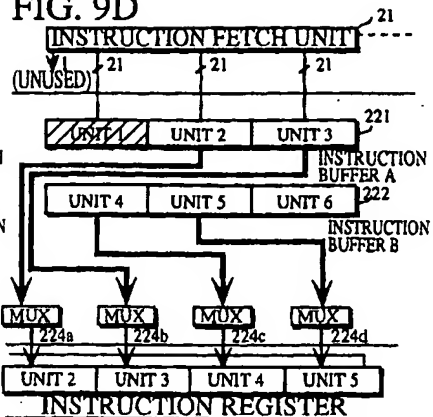 FIG. 9D
INSTRUCTION FETCH UNIT 21
(UNUSED) 21 21 21
UNIT 1 UNIT 2 UNIT 3 221
INSTRUCTION
BUFFER A
UNIT 4 UNIT 5 UNIT 6 222
INSTRUCTION
BUFFER B
MUX MUX MUX MUX
224a 224b 224c 224d
UNIT 2 UNIT 3 UNIT 4 UNIT 5
INSTRUCTION REGISTER